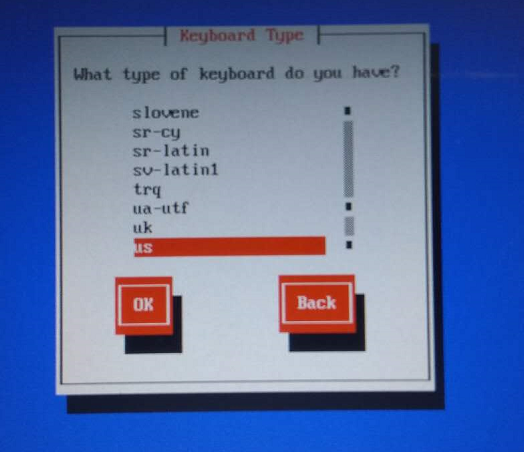 Keyboard Type
What type of keyboard do you have?
slovene
sr-cy
sr-latin
sv-latin1
trq
ua-utf
uk
us
OK
Back